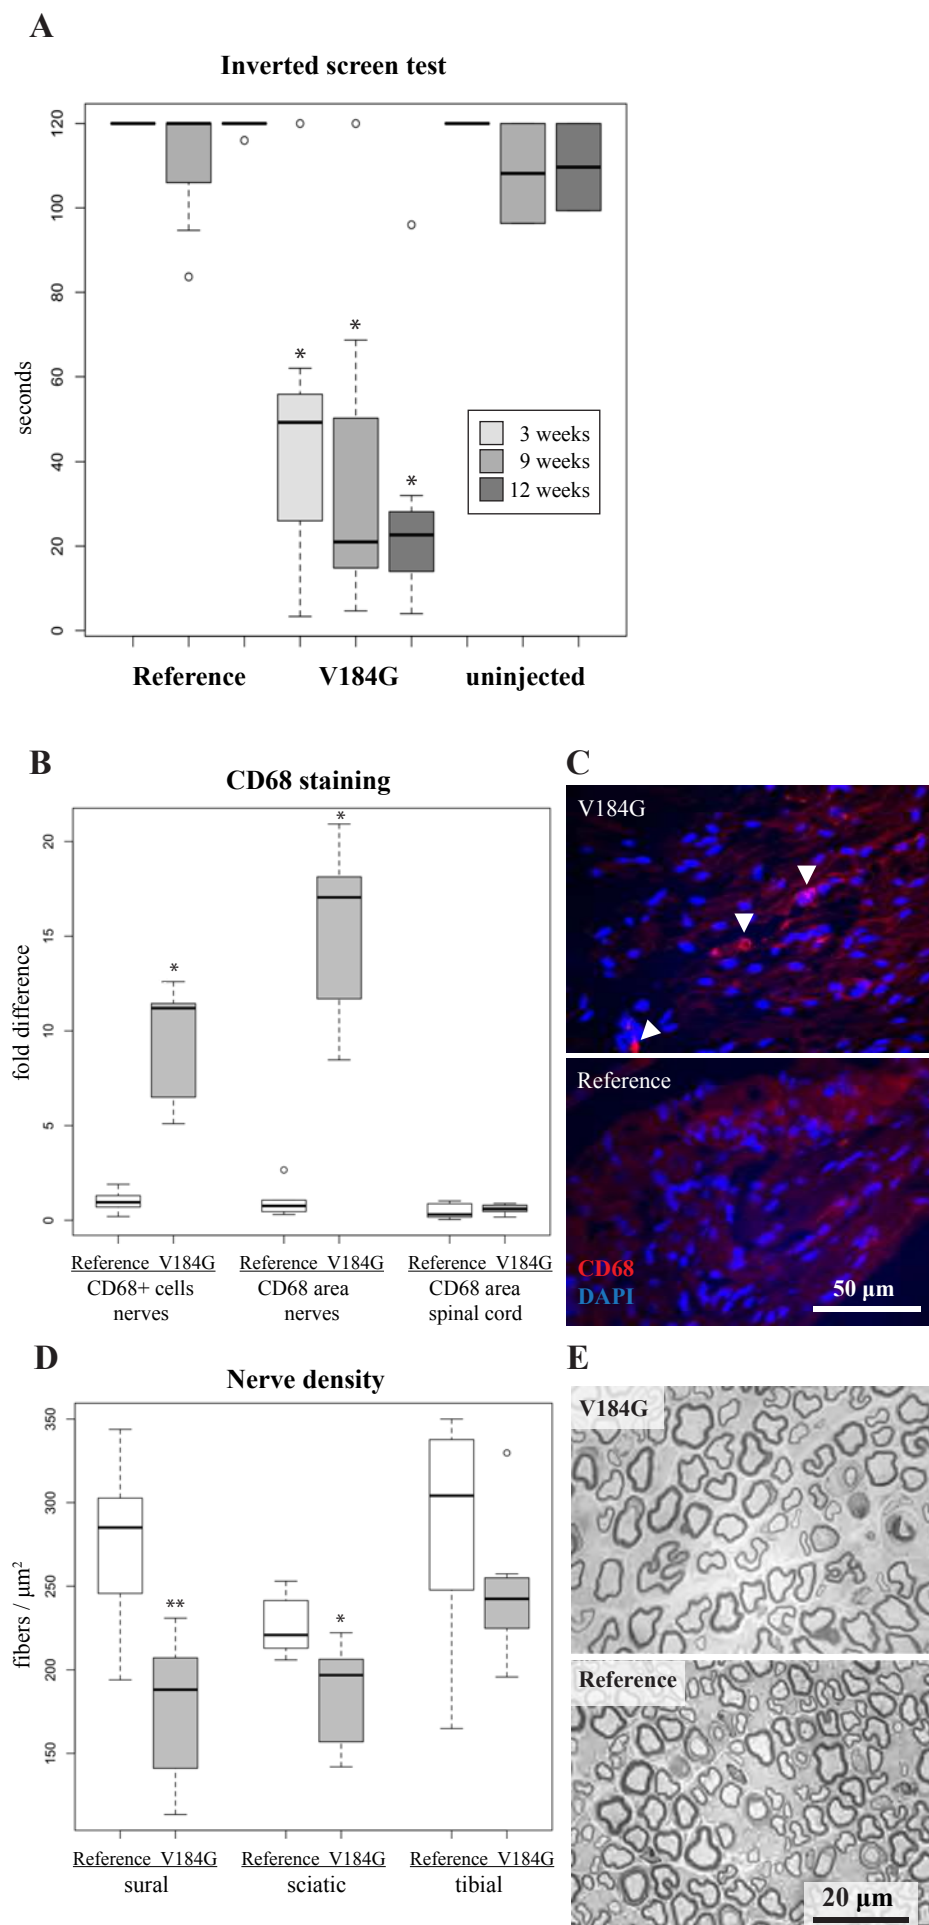 A
Inverted screen test
120
100
80
60
40
20
0
seconds
*
*
*
3 weeks
9 weeks
12 weeks
Reference
V184G
uninjected
B
CD68 staining
20
15
10
5
0
fold difference
*
*
Reference V184G
CD68+ cells
nerves
Reference V184G
CD68 area
nerves
Reference V184G
CD68 area
spinal cord
C
V184G
Reference
CD68
DAPI
50 μm
D
Nerve density
350
300
250
200
150
fibers / μm²
**
*
Reference V184G
sural
Reference V184G
sciatic
Reference V184G
tibial
E
V184G
Reference
20 μm